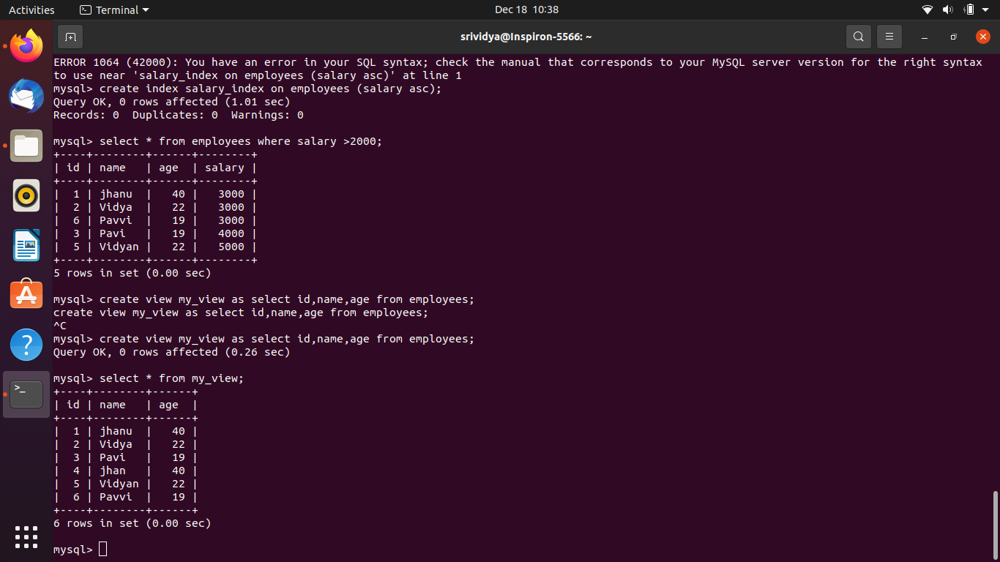 Activities Terminal Dec 18 10:38
srividya@Inspiron-5566: ~
ERROR 1064 (42000): You have an error in your SQL syntax; check the manual that corresponds to your MySQL server version for the right syntax
to use near 'salary_index on employees (salary asc)' at line 1
mysql> create index salary_index on employees (salary asc);
Query OK, 0 rows affected (1.01 sec)
Records: 0  Duplicates: 0  Warnings: 0
mysql> select * from employees where salary >2000;
+----+--------+------+--------+
| id | name   | age  | salary |
+----+--------+------+--------+
|  1 | jhanu  |   40 |   3000 |
|  2 | Vidya  |   22 |   3000 |
|  6 | Pavvi  |   19 |   3000 |
|  3 | Pavi   |   19 |   4000 |
|  5 | Vidyan |   22 |   5000 |
+----+--------+------+--------+
5 rows in set (0.00 sec)
mysql> create view my_view as select id,name,age from employees;
create view my_view as select id,name,age from employees;
^C
mysql> create view my_view as select id,name,age from employees;
Query OK, 0 rows affected (0.26 sec)
mysql> select * from my_view;
+----+--------+------+
| id | name   | age  |
+----+--------+------+
|  1 | jhanu  |   40 |
|  2 | Vidya  |   22 |
|  3 | Pavi   |   19 |
|  4 | jhan   |   40 |
|  5 | Vidyan |   22 |
|  6 | Pavvi  |   19 |
+----+--------+------+
6 rows in set (0.00 sec)
mysql>